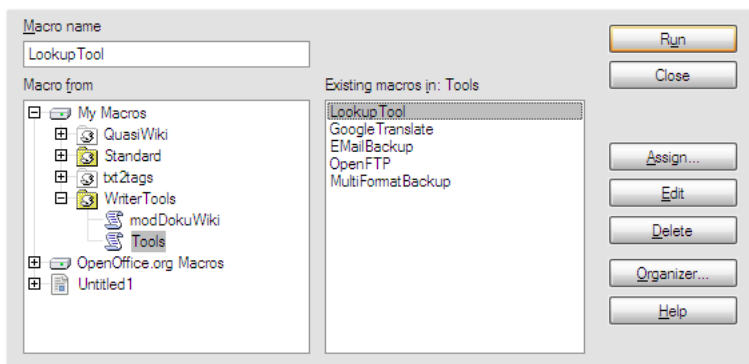 Macro name
LookupTool
Macro from
My Macros
QuasiWiki
Standard
txt2tags
WriterTools
modDokuWiki
Tools
OpenOffice.org Macros
Untitled1
Existing macros in: Tools
LookupTool
GoogleTranslate
EMailBackup
OpenFTP
MultiFormatBackup
Run
Close
Assign...
Edit
Delete
Organizer...
Help